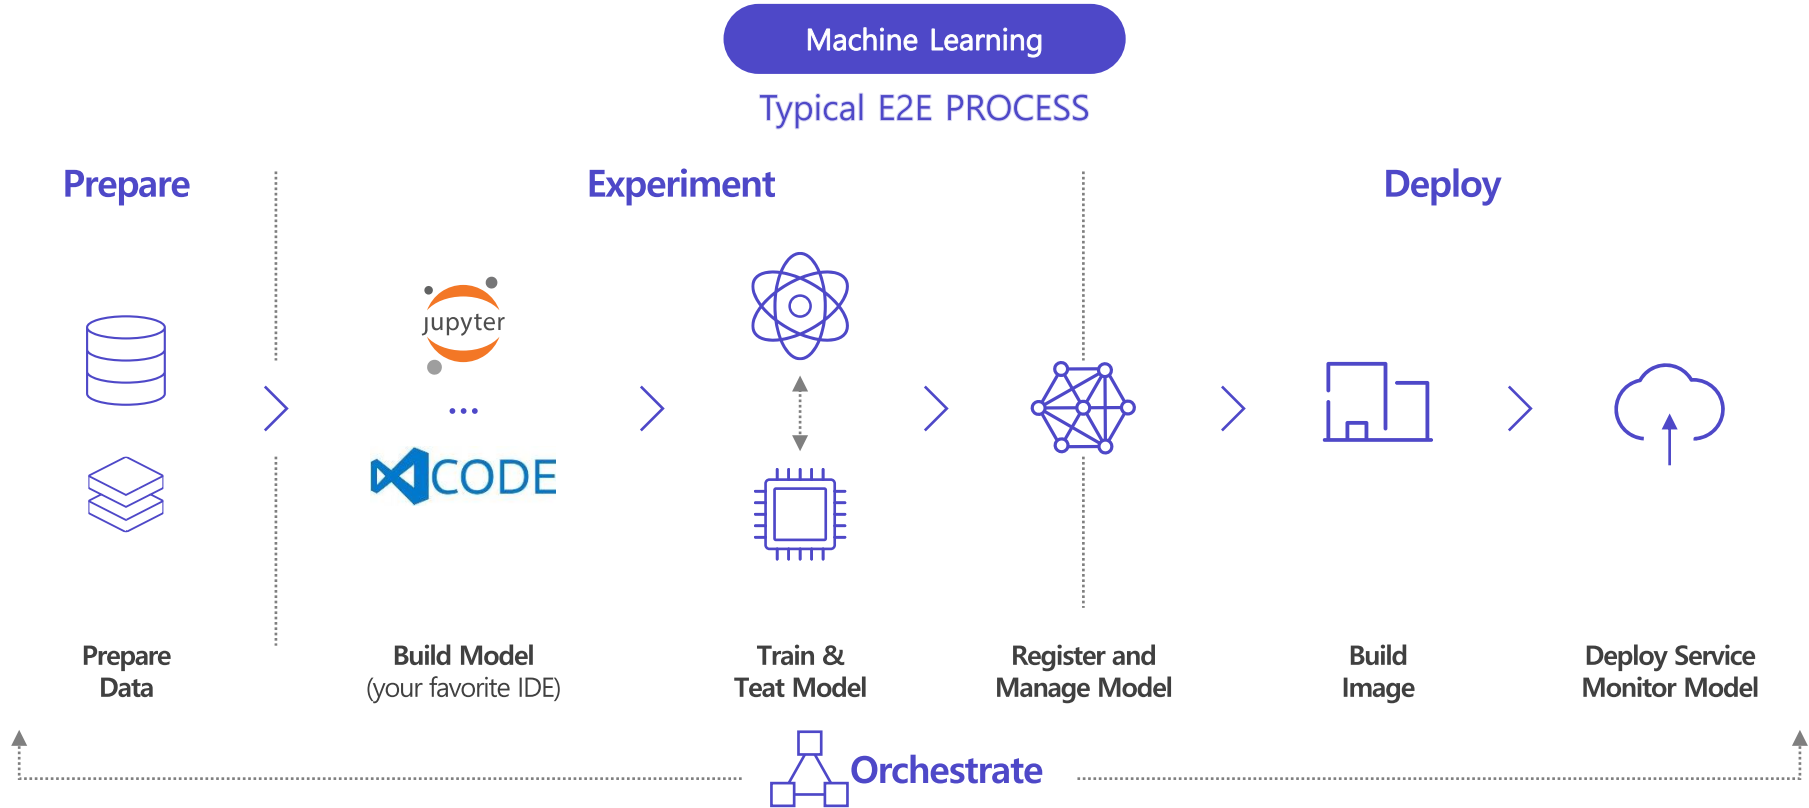 Machine Learning
Typical E2E PROCESS
Prepare
Experiment
Deploy
jupyter
...
CODE
Prepare
Data
Build Model
(your favorite IDE)
Train &
Teat Model
Register and
Manage Model
Build
Image
Deploy Service
Monitor Model
Orchestrate